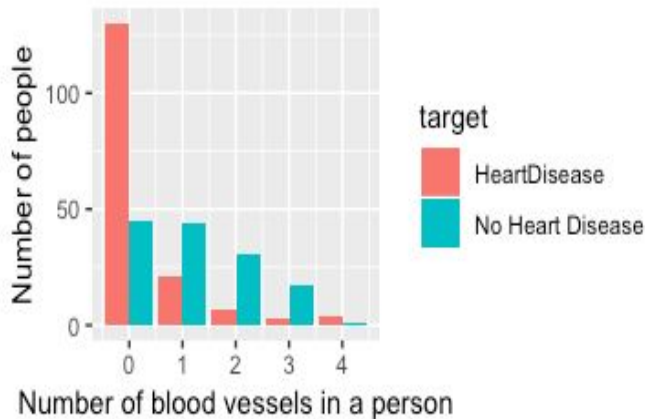 Number of people
100
50
0
0 1 2 3 4
Number of blood vessels in a person
target
HeartDisease
No Heart Disease